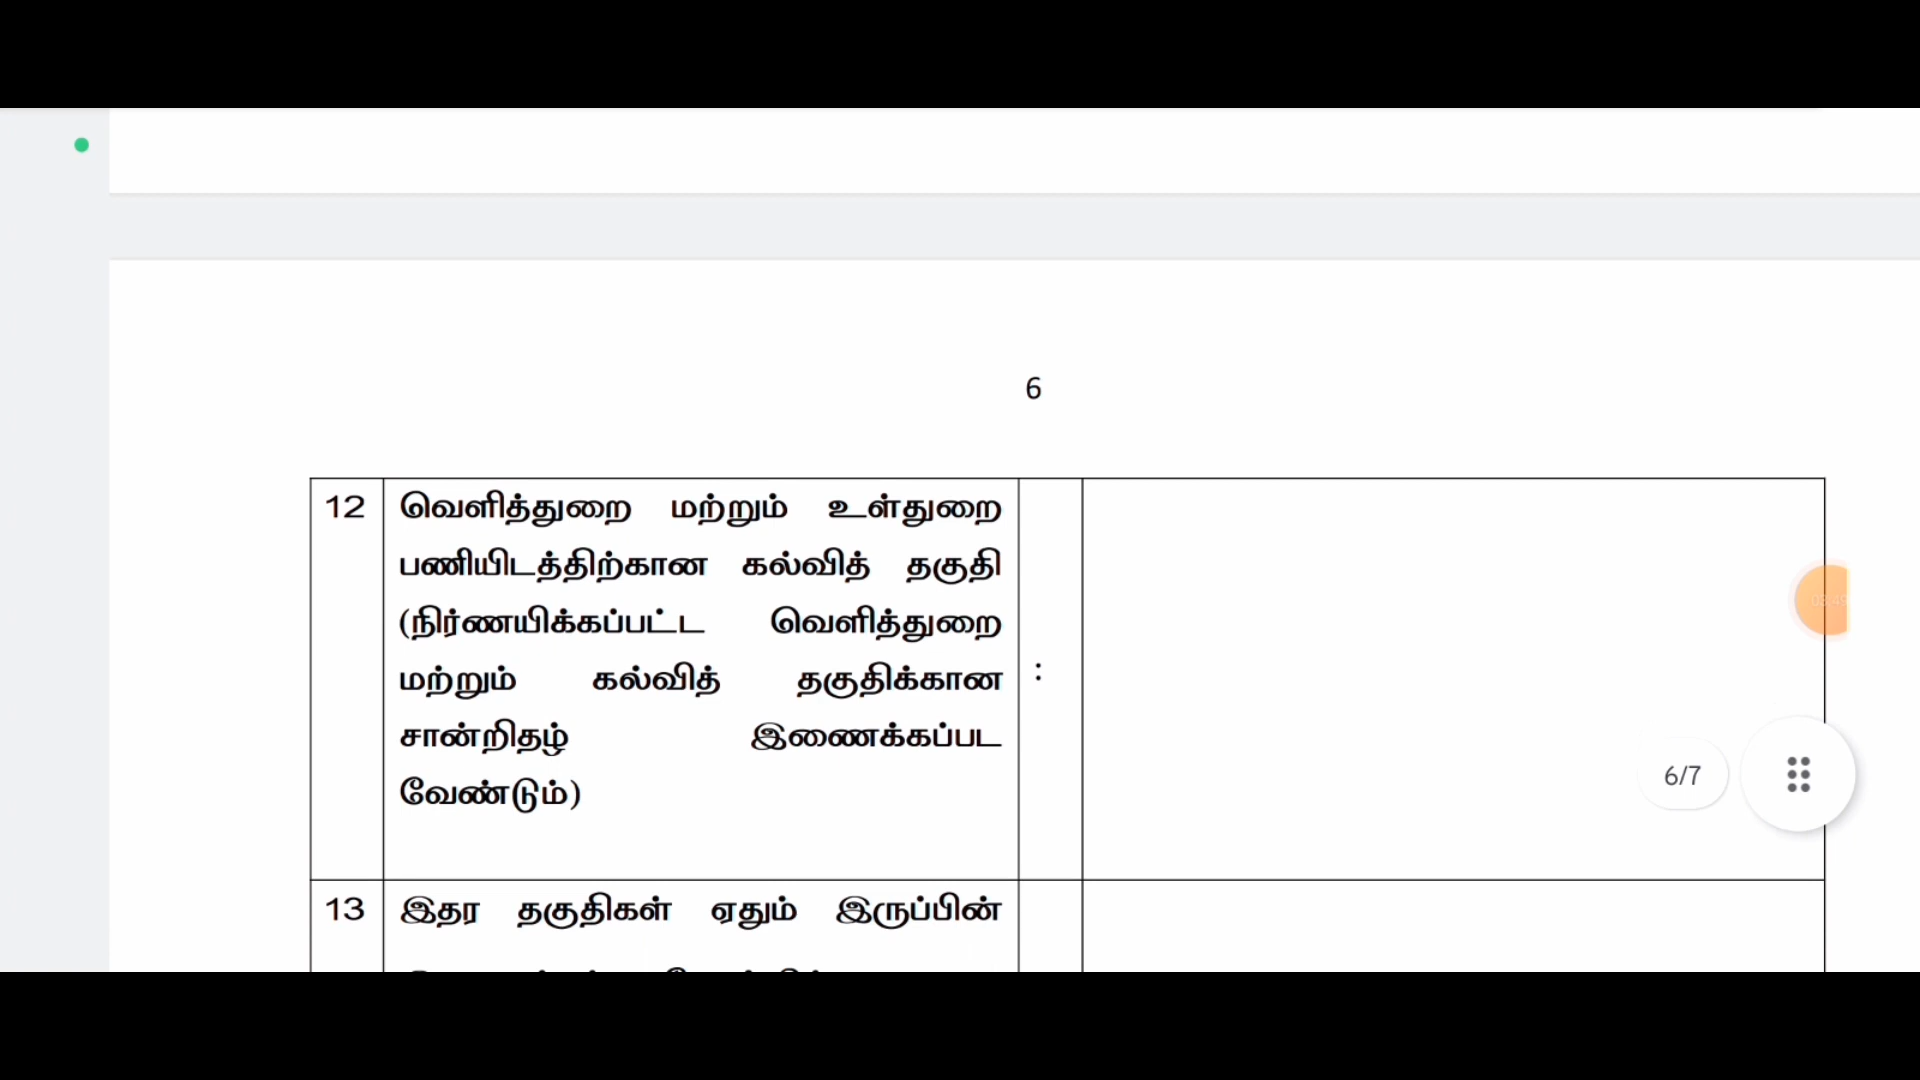 6
12 வெளித்துறை மற்றும் உள்துறை
பணியிடத்திற்கான கல்வித் தகுதி
(நிர்ணயிக்கப்பட்ட வெளித்துறை
மற்றும் கல்வித் தகுதிக்கான :
சான்றிதழ் இணைக்கப்பட
வேண்டும்)
6/7
13 இதர தகுதிகள் ஏதும் இருப்பின்